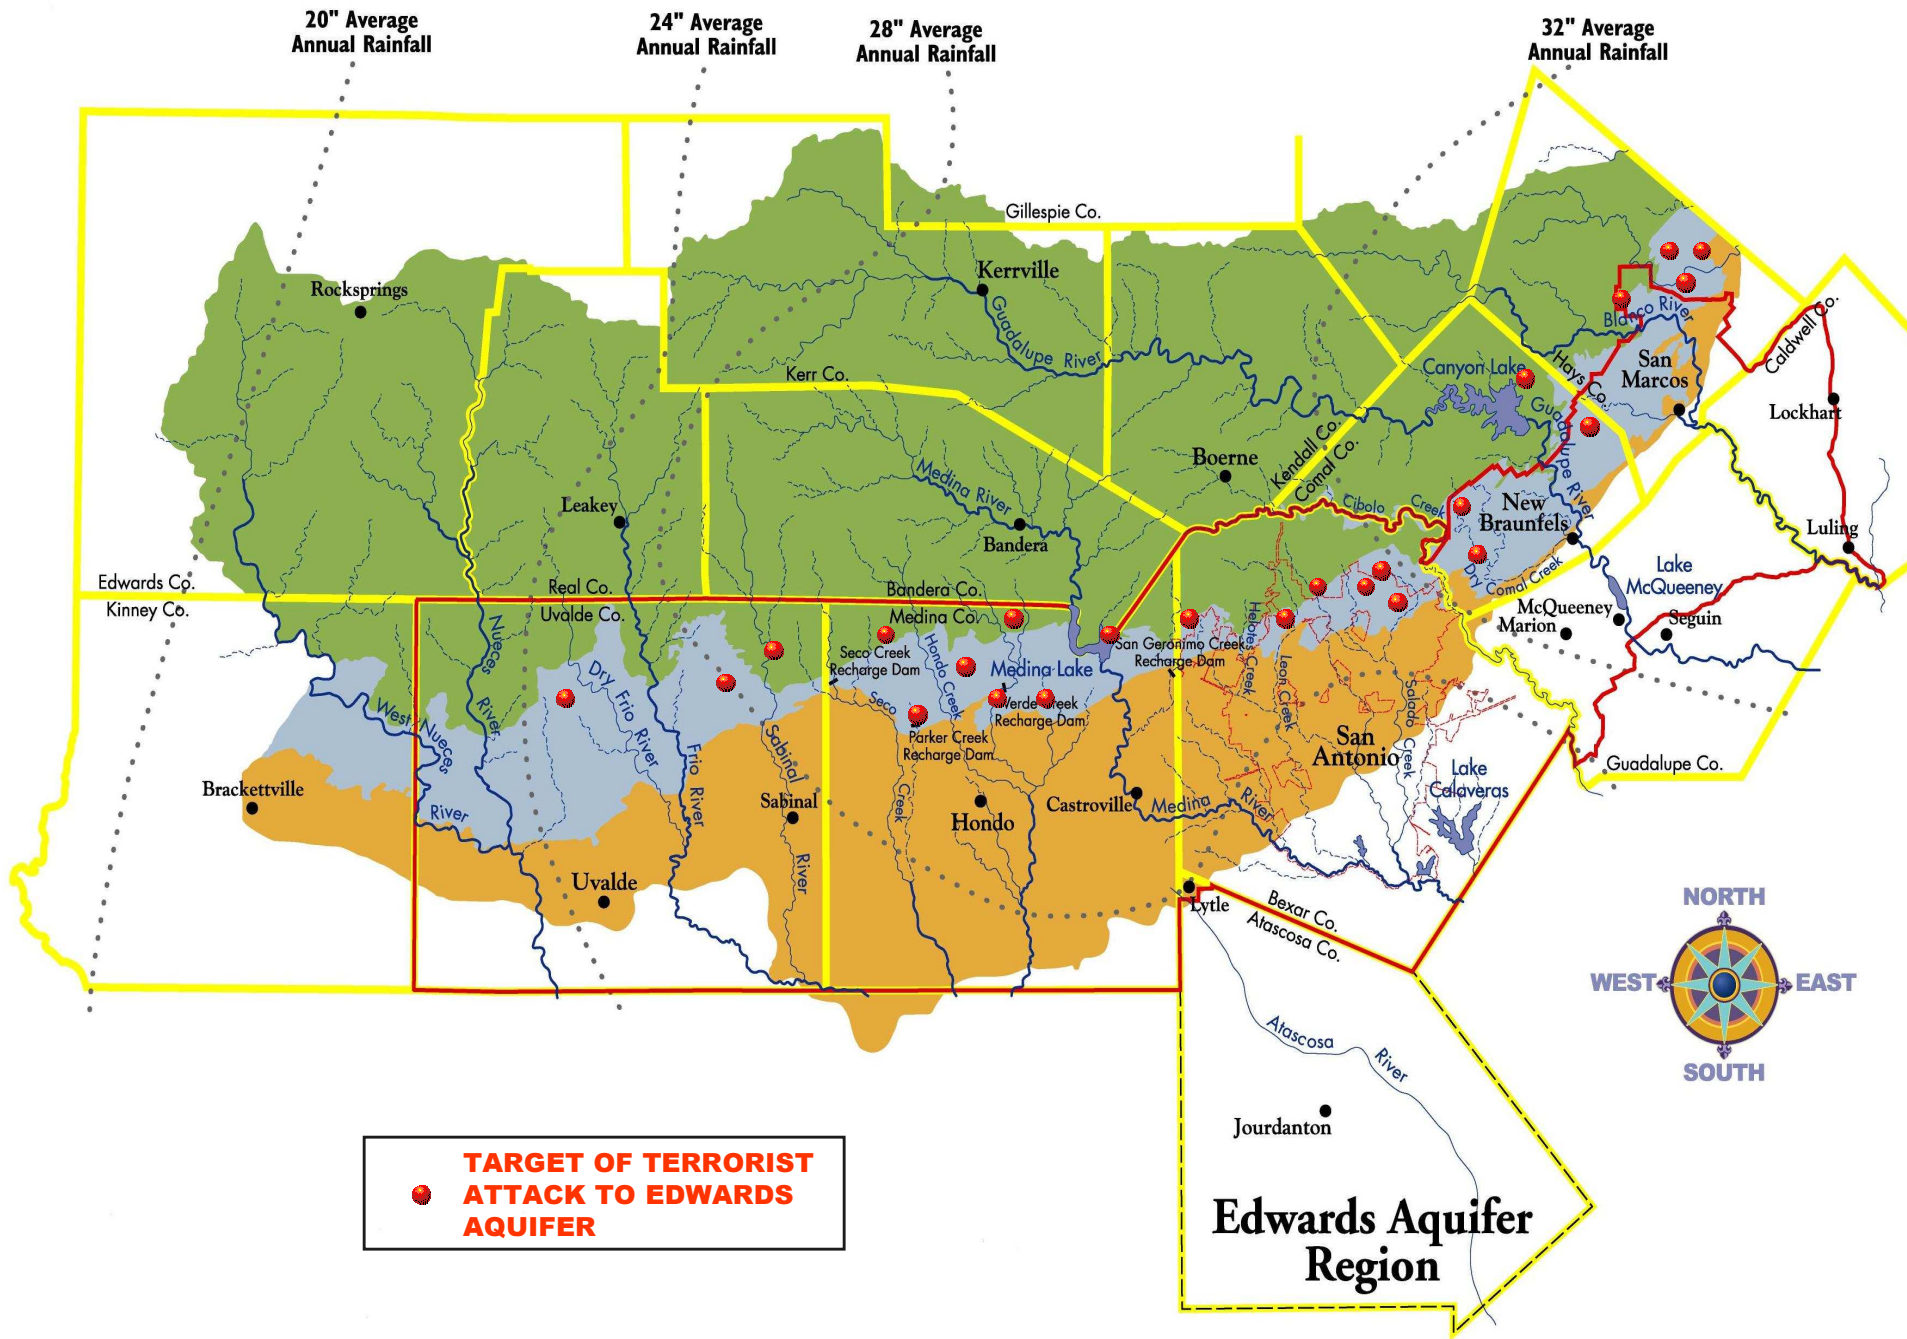 20" Average
Annual Rainfall
24" Average
Annual Rainfall
28" Average
Annual Rainfall
32" Average
Annual Rainfall
Gillespie Co.
Kerrville
Rocksprings
Guadalupe River
Blanco River
Caldwell Co.
Kerr Co.
Canyon Lake
Hays Co.
San
Marcos
Lockhart
Guadalupe River
Boerne
Kendall Co.
Comal Co.
Medina River
Leakey
Bandera
Cibolo Creek
New
Braunfels
Luling
Dry Comal Creek
Lake
McQueeney
McQueeney
Marion
Seguin
Edwards Co.
Kinney Co.
Real Co.
Uvalde Co.
Bandera Co.
Medina Co.
Nueces River
Dry Frio River
West Nueces River
Seco Creek
Recharge Dam
Hondo Creek
Medina Lake
San Geronimo Creek
Recharge Dam
Helotes Creek
Leon Creek
Salado Creek
Seco Creek
Verde Creek
Recharge Dam
Parker Creek
Recharge Dam
Frio River
Sabinal River
San
Antonio
Lake
Calaveras
Guadalupe Co.
Brackettville
Sabinal
Hondo
Castroville
Medina River
Uvalde
Lytle
Bexar Co.
Atascosa Co.
NORTH
WEST
EAST
SOUTH
Atascosa River
Jourdanton
TARGET OF TERRORIST
ATTACK TO EDWARDS
AQUIFER
Edwards Aquifer
Region